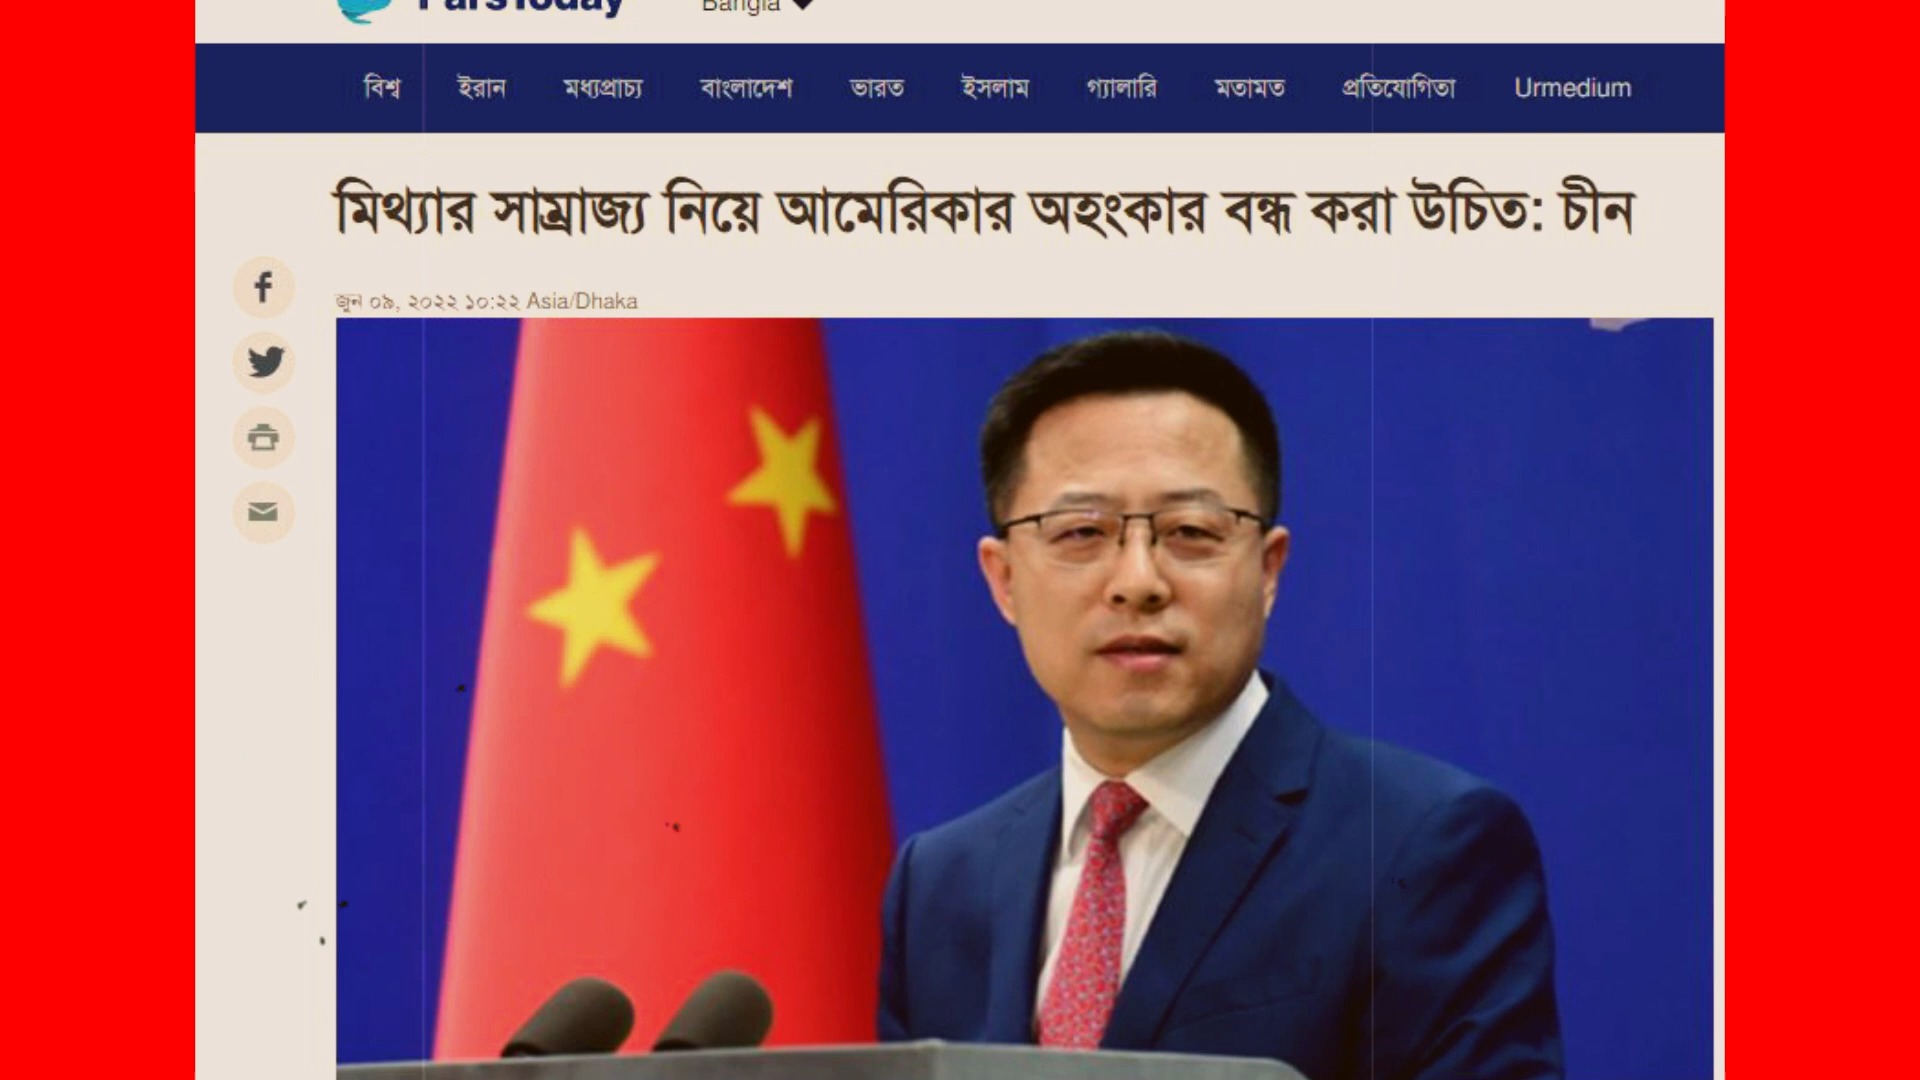 ParsToday Bangla
বিশ্ব ইরান মধ্যপ্রাচ্য বাংলাদেশ ভারত ইসলাম গ্যালারি মতামত প্রতিযোগিতা Urmedium
মিথ্যার সাম্রাজ্য নিয়ে আমেরিকার অহংকার বন্ধ করা উচিত: চীন
জুন ০৯, ২০২২ ১০:২২ Asia/Dhaka